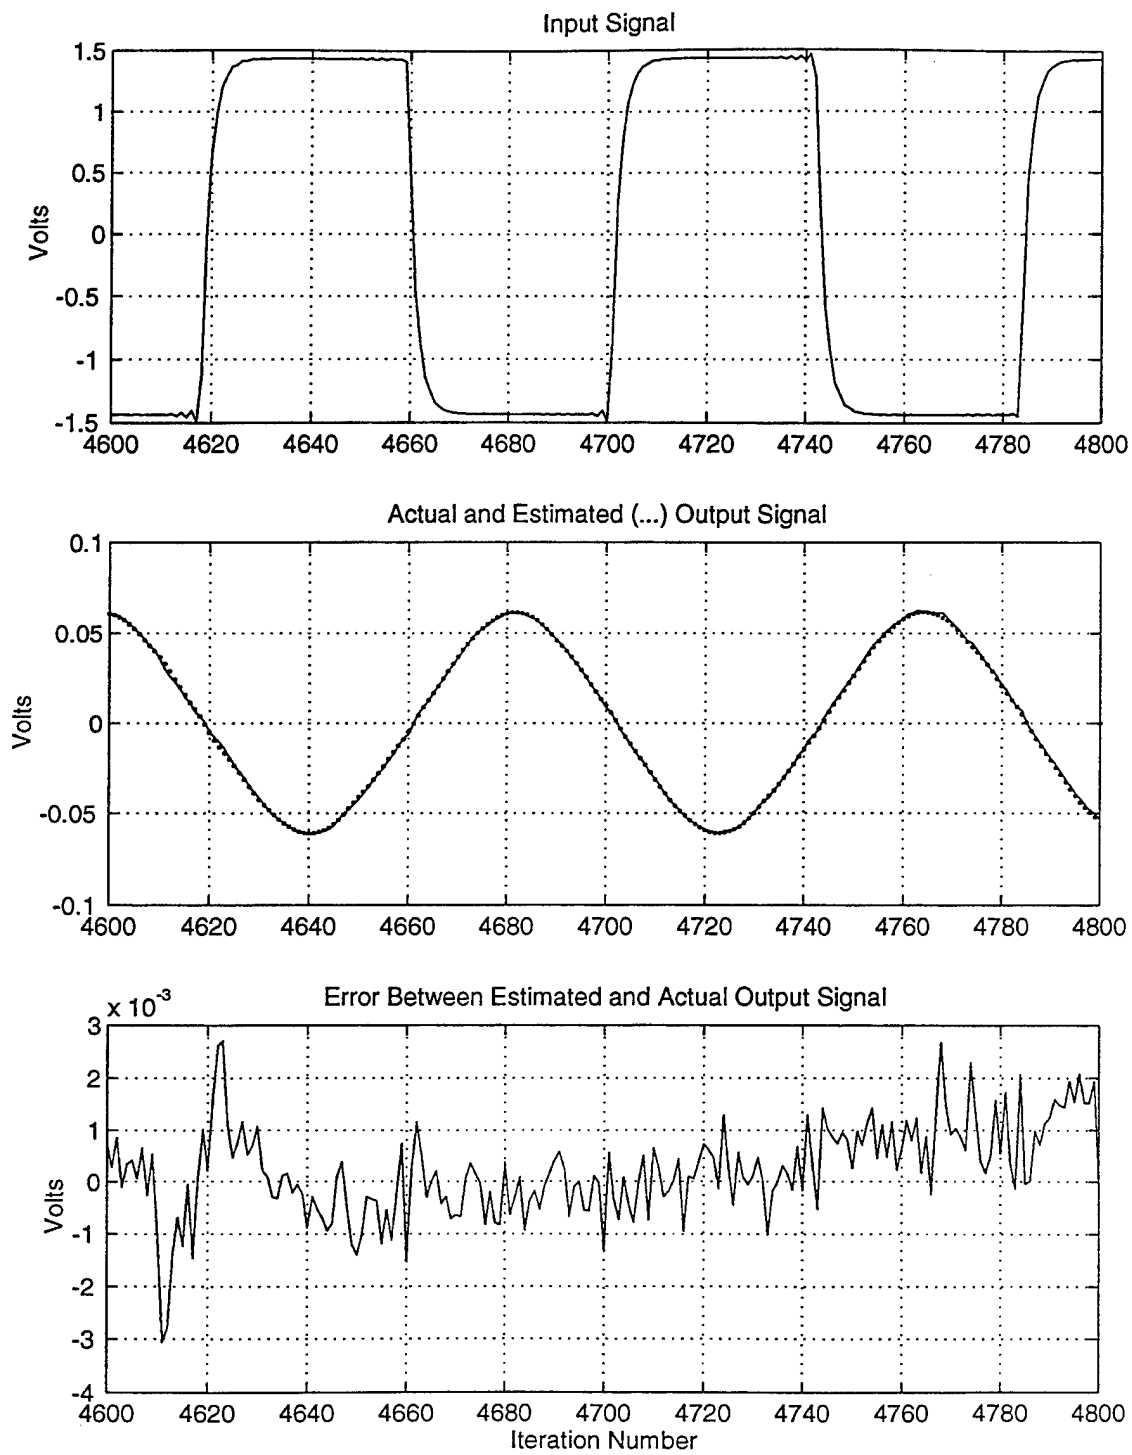 Input Signal
1.5
1
0.5
0
-0.5
-1
-1.5
Volts
4600 4620 4640 4660 4680 4700 4720 4740 4760 4780 4800
Actual and Estimated (...) Output Signal
0.1
0.05
0
-0.05
-0.1
Volts
4600 4620 4640 4660 4680 4700 4720 4740 4760 4780 4800
x 10-3
Error Between Estimated and Actual Output Signal
3
2
1
0
-1
-2
-3
-4
Volts
4600 4620 4640 4660 4680 4700 4720 4740 4760 4780 4800
Iteration Number